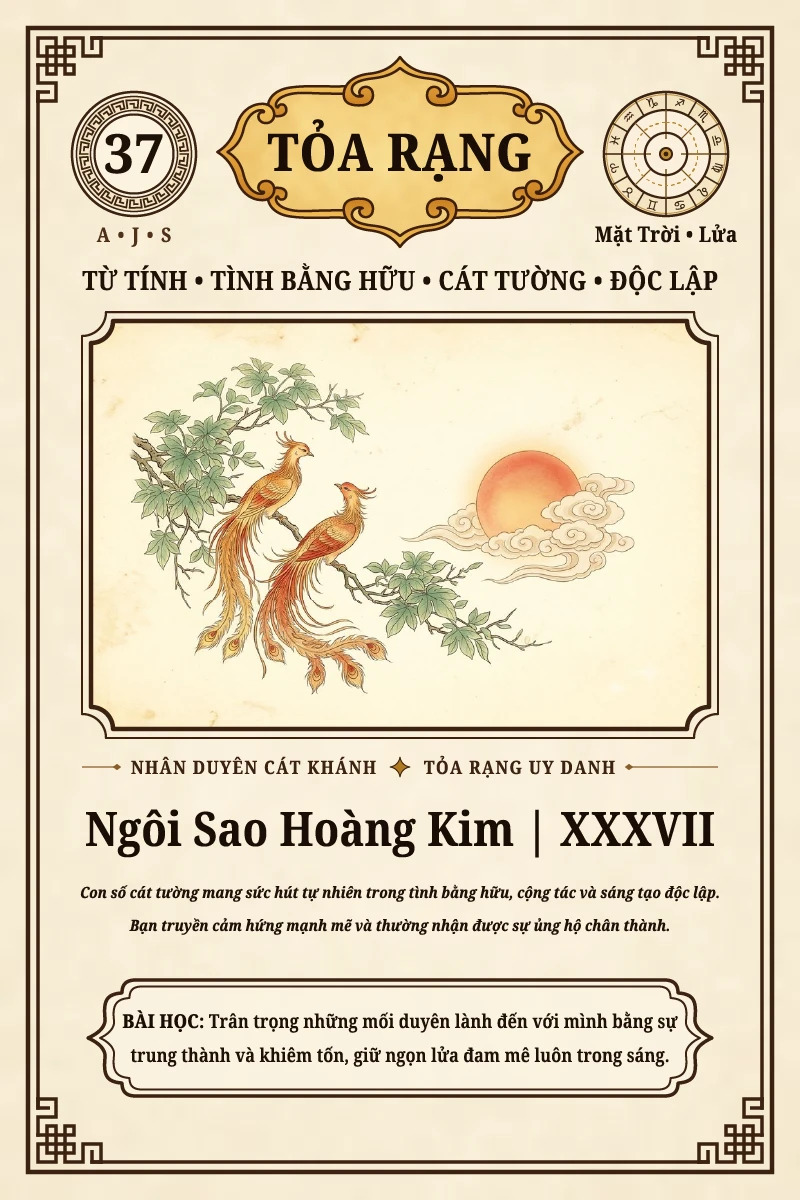 37
TỎA RẠNG
A • J • S
Mặt Trời • Lửa
TỪ TÍNH • TÌNH BẰNG HỮU • CÁT TƯỜNG • ĐỘC LẬP
NHÂN DUYÊN CÁT KHÁNH ✦ TỎA RẠNG UY DANH
Ngôi Sao Hoàng Kim | XXXVII
Con số cát tường mang sức hút tự nhiên trong tình bằng hữu, cộng tác và sáng tạo độc lập.
Bạn truyền cảm hứng mạnh mẽ và thường nhận được sự ủng hộ chân thành.
BÀI HỌC: Trân trọng những mối duyên lành đến với mình bằng sự
trung thành và khiêm tốn, giữ ngọn lửa đam mê luôn trong sáng.